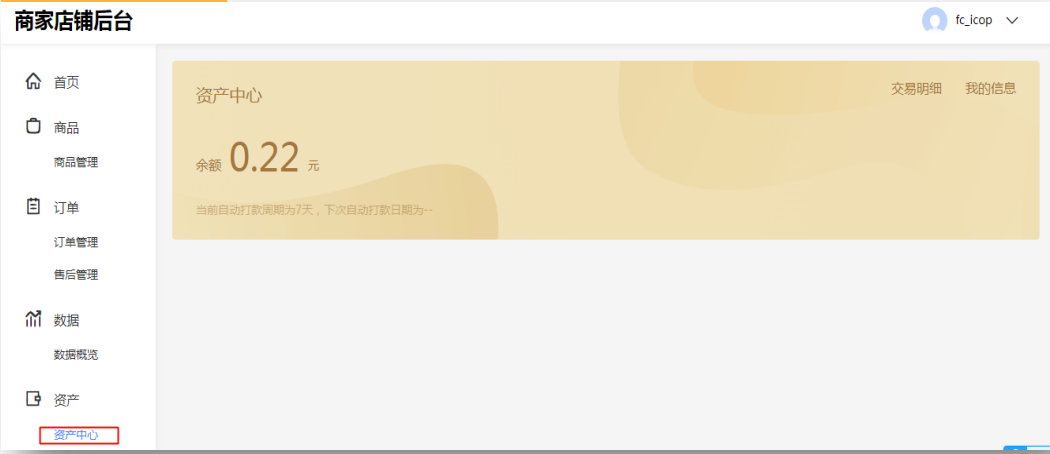 商家店铺后台
fc_icop
首页
商品
商品管理
订单
订单管理
售后管理
数据
数据概览
资产
资产中心
资产中心
交易明细 我的信息
余额 0.22 元
当前自动打款周期为7天，下次自动打款日期为--